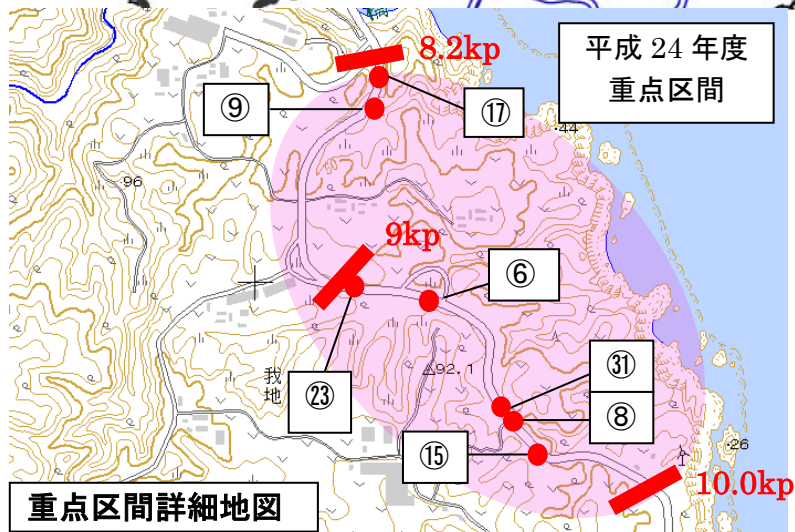 8.2kp
平成 24 年度
重点区間
⑨
⑰
・44
・96
9kp
⑥
我地
△92.1
㉓
㉛
⑧
⑮
・26
10.0kp
重点区間詳細地図